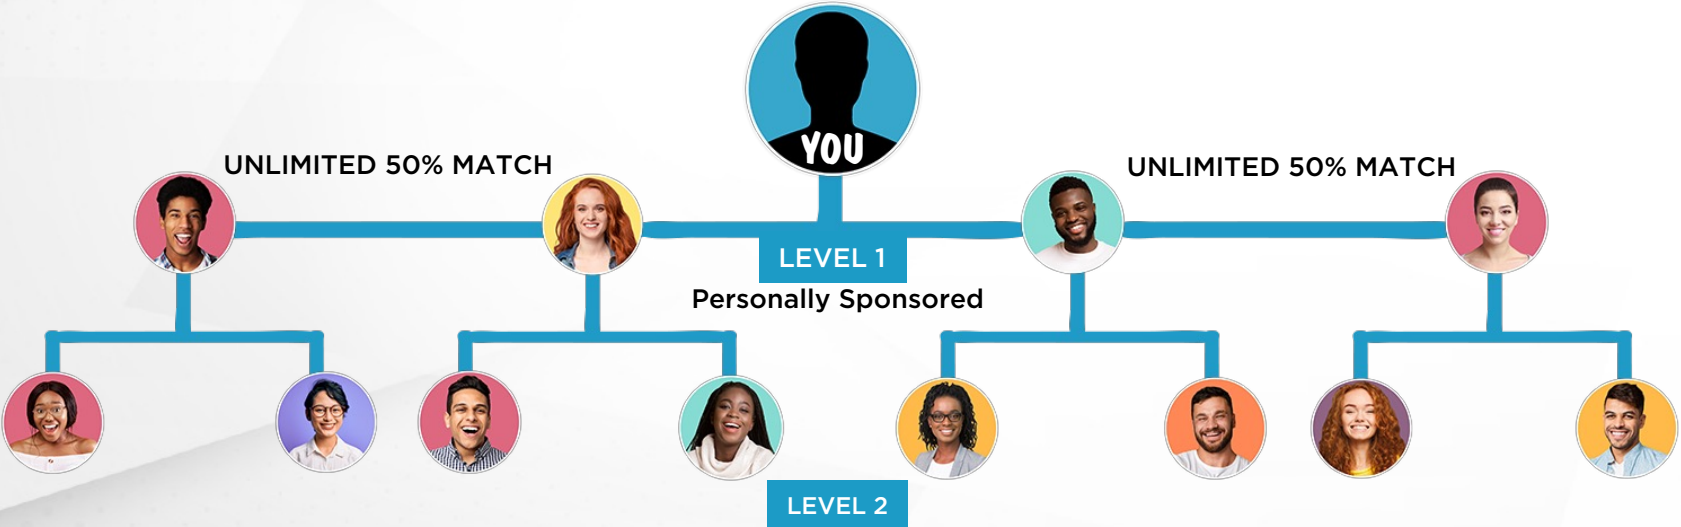 YOU
UNLIMITED 50% MATCH
UNLIMITED 50% MATCH
LEVEL 1
Personally Sponsored
LEVEL 2